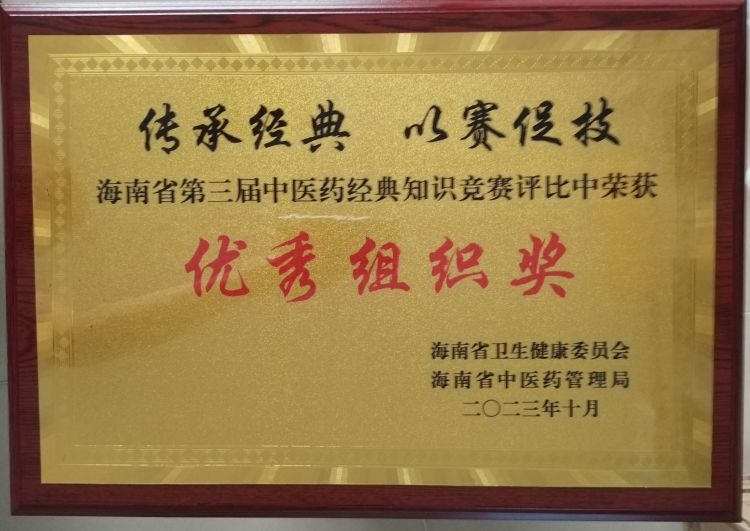 传承经典 以赛促技
海南省第三届中医药经典知识竞赛评比中荣获
优秀组织奖
海南省卫生健康委员会
海南省中医药管理局
二〇二三年十月